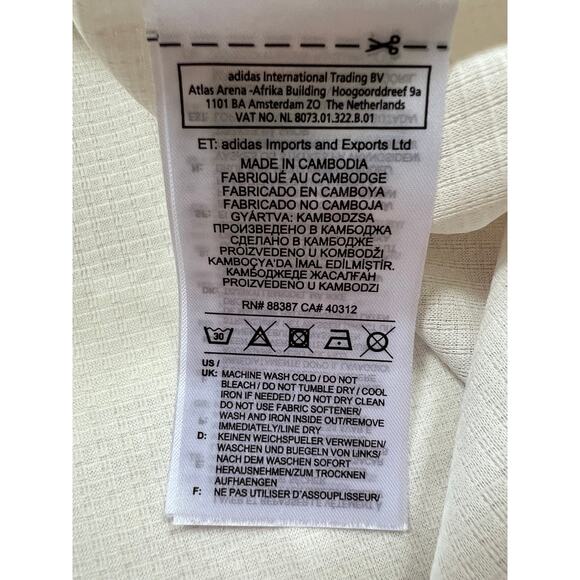 adidas International Trading BV
Atlas Arena -Afrika Building Hoogoorddreef 9a
1101 BA Amsterdam ZO The Netherlands
VAT NO. NL 8073.01.322.B.01
ET: adidas Imports and Exports Ltd
MADE IN CAMBODIA
FABRIQUÉ AU CAMBODGE
FABRICADO EN CAMBOYA
FABRICADO NO CAMBOJA
GYÁRTVA: KAMBODZSA
ПРОИЗВЕДЕНО В КАМБОДЖА
СДЕЛАНО В КАМБОДЖЕ
PROIZVEDENO U KOMBODŽI
KAMBOÇYA'DA İMAL EDİLMİŞTİR.
КАМБОДЖЕДЕ ЖАСАЛҒАН
PROIZVEDENO U KAMBODZI
RN# 88387 CA# 40312
30
US /
UK: MACHINE WASH COLD / DO NOT
BLEACH / DO NOT TUMBLE DRY / COOL
IRON IF NEEDED / DO NOT DRY CLEAN
DO NOT USE FABRIC SOFTENER/
WASH AND IRON INSIDE OUT/REMOVE
IMMEDIATELY/LINE DRY
D: KEINEN WEICHSPUELER VERWENDEN/
WASCHEN UND BUEGELN VON LINKS/
NACH DEM WASCHEN SOFORT
HERAUSNEHMEN/ZUM TROCKNEN
AUFHAENGEN
F: NE PAS UTILISER D'ASSOUPLISSEUR/
LAVER ET REPASSER LE VÊTEMENT À